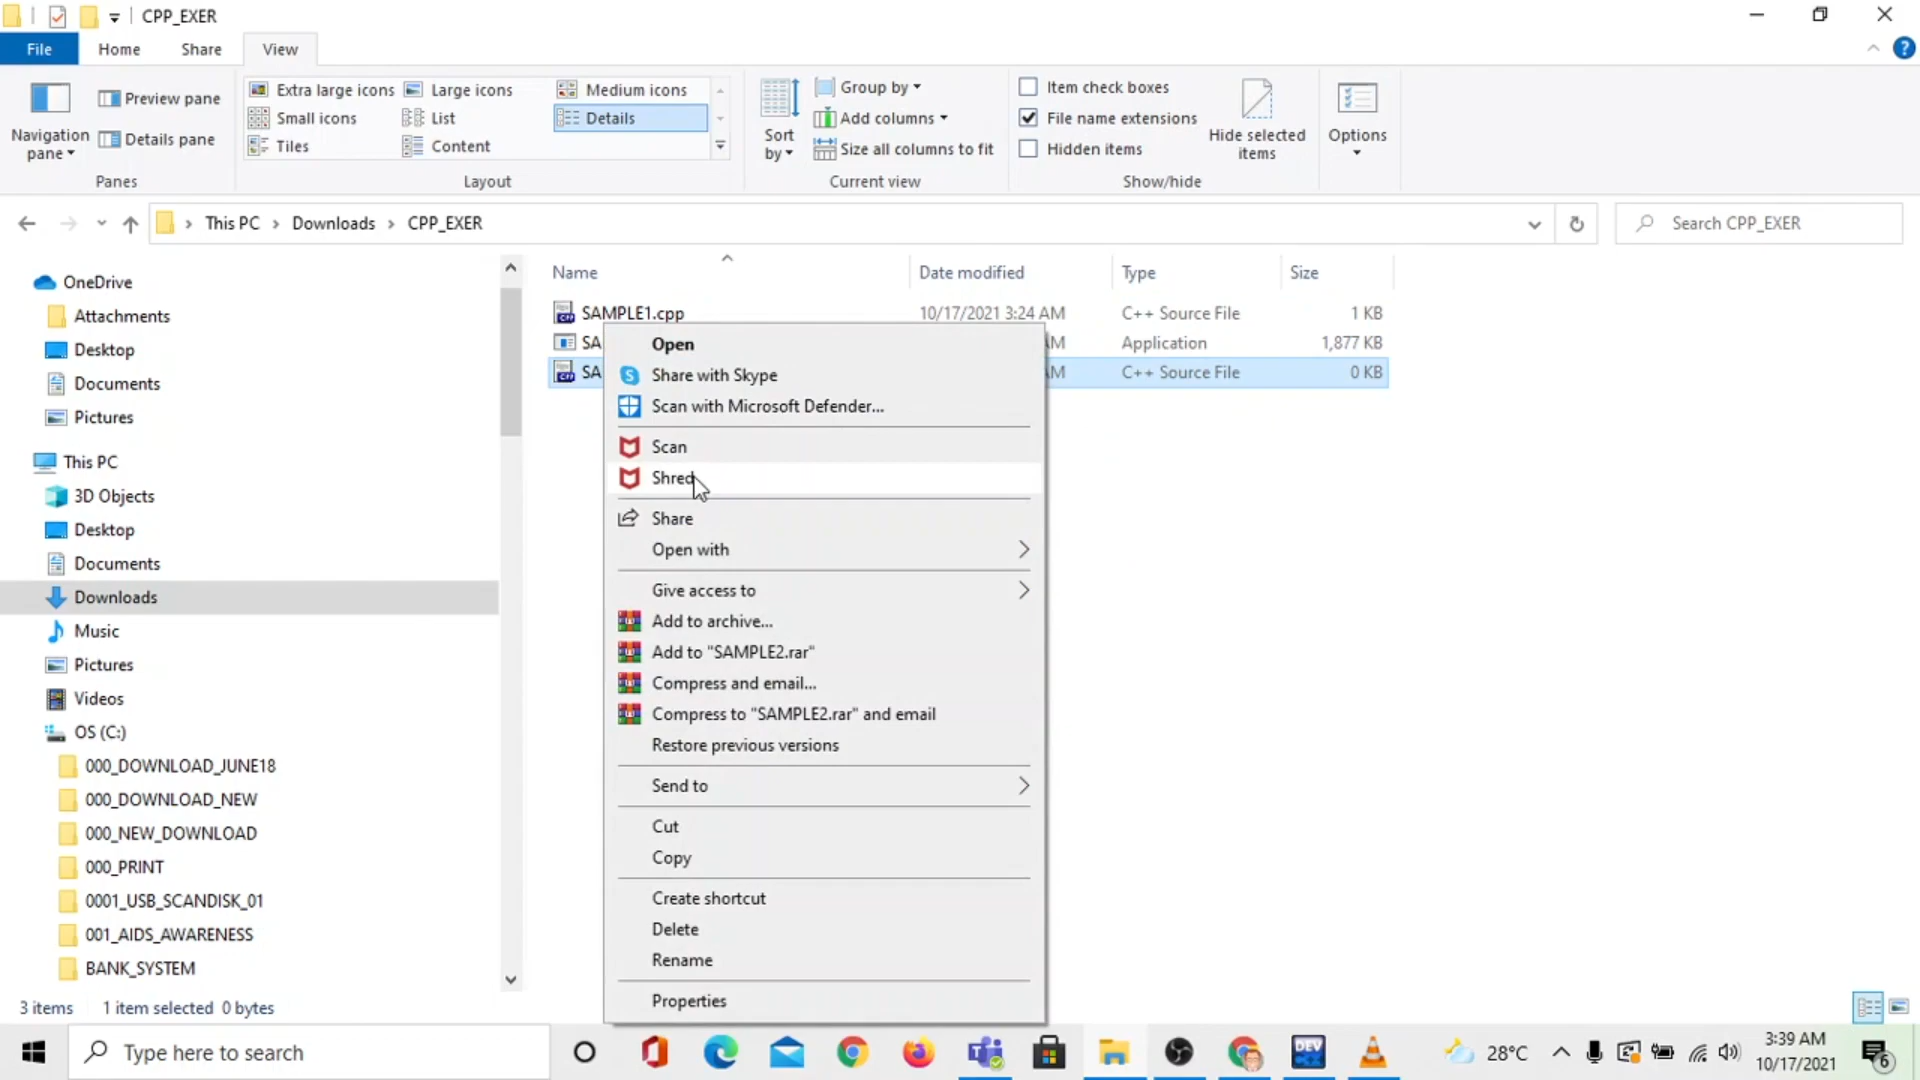 CPP_EXER
File Home Share View
Navigation pane
Preview pane
Details pane
Panes
Extra large icons Large icons Medium icons
Small icons List Details
Tiles Content
Layout
Sort by
Group by
Add columns
Size all columns to fit
Current view
Item check boxes
File name extensions
Hidden items
Hide selected items
Show/hide
Options
This PC > Downloads > CPP_EXER
Search CPP_EXER
OneDrive
Attachments
Desktop
Documents
Pictures
This PC
3D Objects
Desktop
Documents
Downloads
Music
Pictures
Videos
OS (C:)
000_DOWNLOAD_JUNE18
000_DOWNLOAD_NEW
000_NEW_DOWNLOAD
000_PRINT
0001_USB_SCANDISK_01
001_AIDS_AWARENESS
BANK_SYSTEM
Name Date modified Type Size
SAMPLE1.cpp 10/17/2021 3:24 AM C++ Source File 1 KB
SA M Application 1,877 KB
SA M C++ Source File 0 KB
Open
Share with Skype
Scan with Microsoft Defender...
Scan
Shred
Share
Open with
Give access to
Add to archive...
Add to "SAMPLE2.rar"
Compress and email...
Compress to "SAMPLE2.rar" and email
Restore previous versions
Send to
Cut
Copy
Create shortcut
Delete
Rename
Properties
3 items 1 item selected 0 bytes
Type here to search
DEV
28°C
3:39 AM
10/17/2021
6